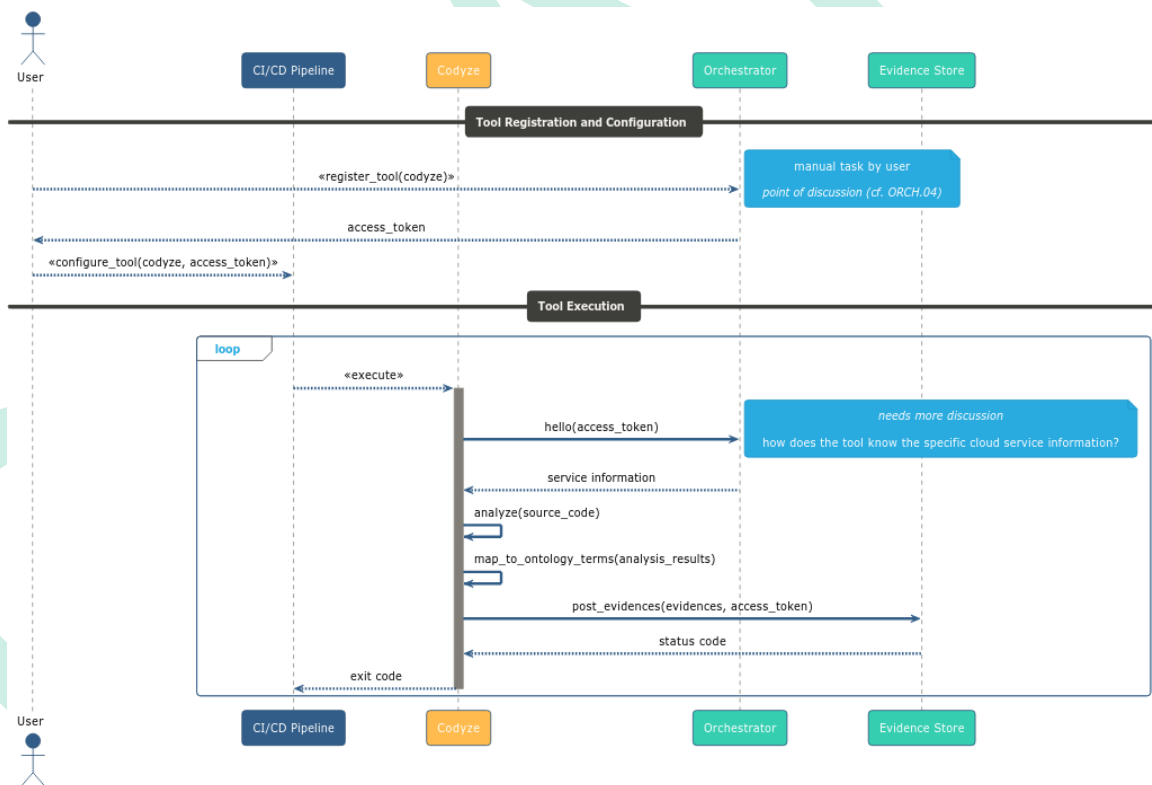 User
CI/CD Pipeline
Codyze
Orchestrator
Evidence Store
Tool Registration and Configuration
manual task by user
«register_tool(codyze)»
point of discussion (cf. ORCH.04)
access_token
«configure_tool(codyze, access_token)»
Tool Execution
loop
«execute»
needs more discussion
hello(access_token)
how does the tool know the specific cloud service information?
service information
analyze(source_code)
map_to_ontology_terms(analysis_results)
post_evidences(evidences, access_token)
status code
exit code
User
CI/CD Pipeline
Codyze
Orchestrator
Evidence Store